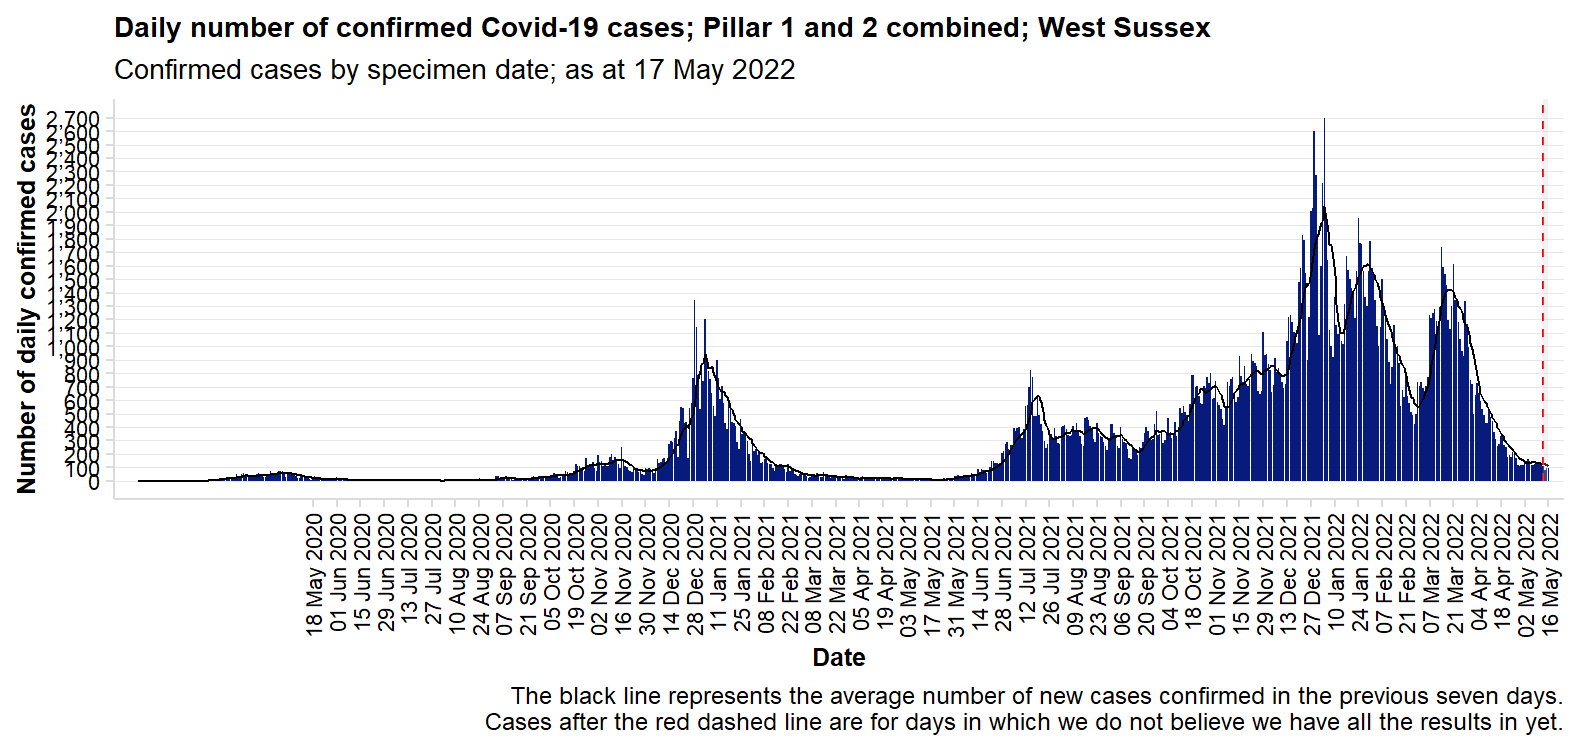 Daily number of confirmed Covid-19 cases; Pillar 1 and 2 combined; West Sussex
Confirmed cases by specimen date; as at 17 May 2022
Number of daily confirmed cases
2,700
2,600
2,500
2,400
2,300
2,200
2,100
2,000
1,900
1,800
1,700
1,600
1,500
1,400
1,300
1,200
1,100
1,000
900
800
700
600
500
400
300
200
100
0
18 May 2020
01 Jun 2020
15 Jun 2020
29 Jun 2020
13 Jul 2020
27 Jul 2020
10 Aug 2020
24 Aug 2020
07 Sep 2020
21 Sep 2020
05 Oct 2020
19 Oct 2020
02 Nov 2020
16 Nov 2020
30 Nov 2020
14 Dec 2020
28 Dec 2020
11 Jan 2021
25 Jan 2021
08 Feb 2021
22 Feb 2021
08 Mar 2021
22 Mar 2021
05 Apr 2021
19 Apr 2021
03 May 2021
17 May 2021
31 May 2021
14 Jun 2021
28 Jun 2021
12 Jul 2021
26 Jul 2021
09 Aug 2021
23 Aug 2021
06 Sep 2021
20 Sep 2021
04 Oct 2021
18 Oct 2021
01 Nov 2021
15 Nov 2021
29 Nov 2021
13 Dec 2021
27 Dec 2021
10 Jan 2022
24 Jan 2022
07 Feb 2022
21 Feb 2022
07 Mar 2022
21 Mar 2022
04 Apr 2022
18 Apr 2022
02 May 2022
16 May 2022
Date
The black line represents the average number of new cases confirmed in the previous seven days.
Cases after the red dashed line are for days in which we do not believe we have all the results in yet.